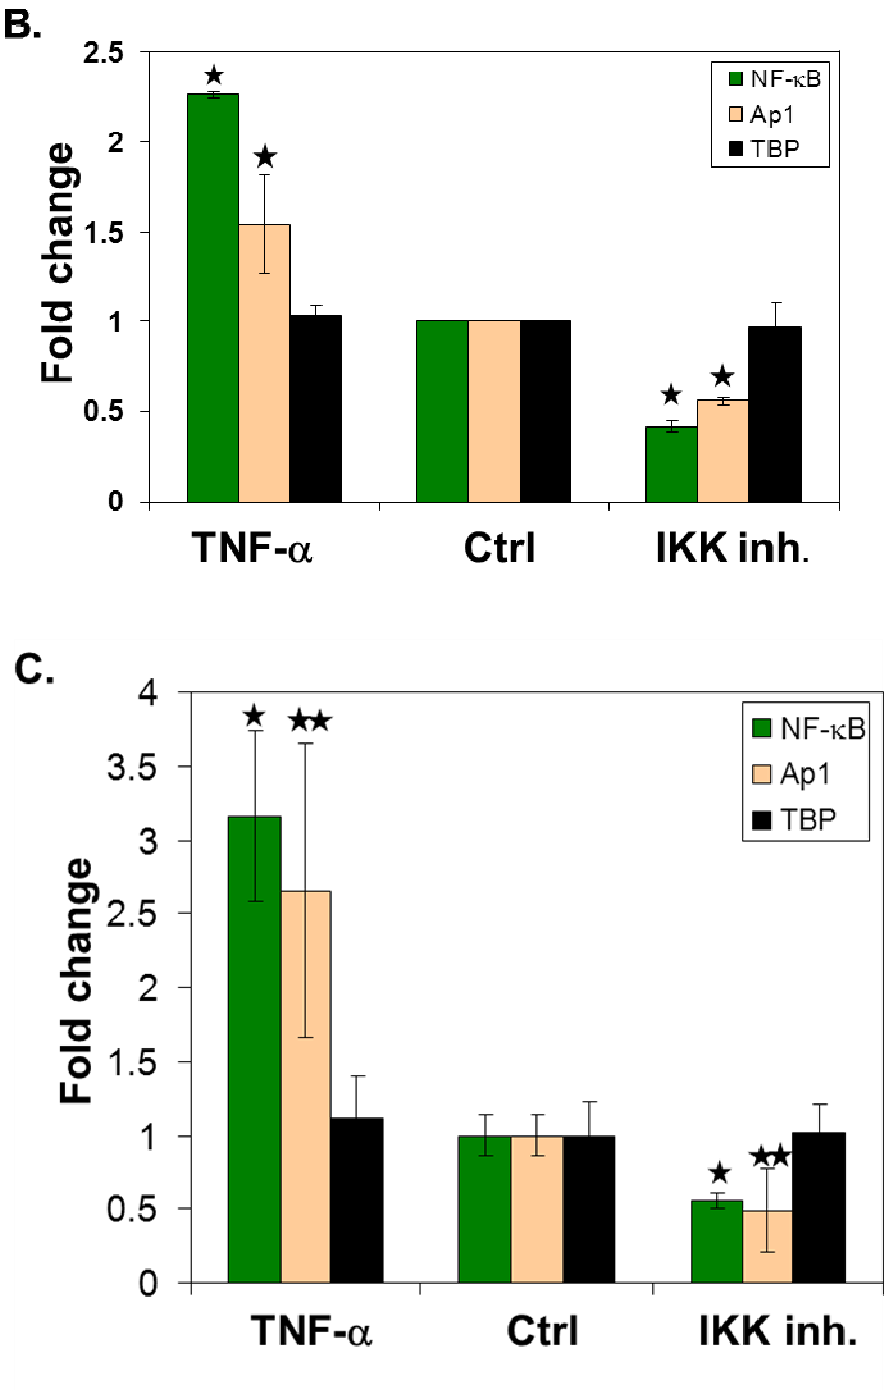 B.
2.5
2
1.5
1
0.5
0
Fold change
NF-κB
Ap1
TBP
TNF-α Ctrl IKK inh.
C.
4
3.5
3
2.5
2
1.5
1
0.5
0
Fold change
NF-κB
Ap1
TBP
TNF-α Ctrl IKK inh.